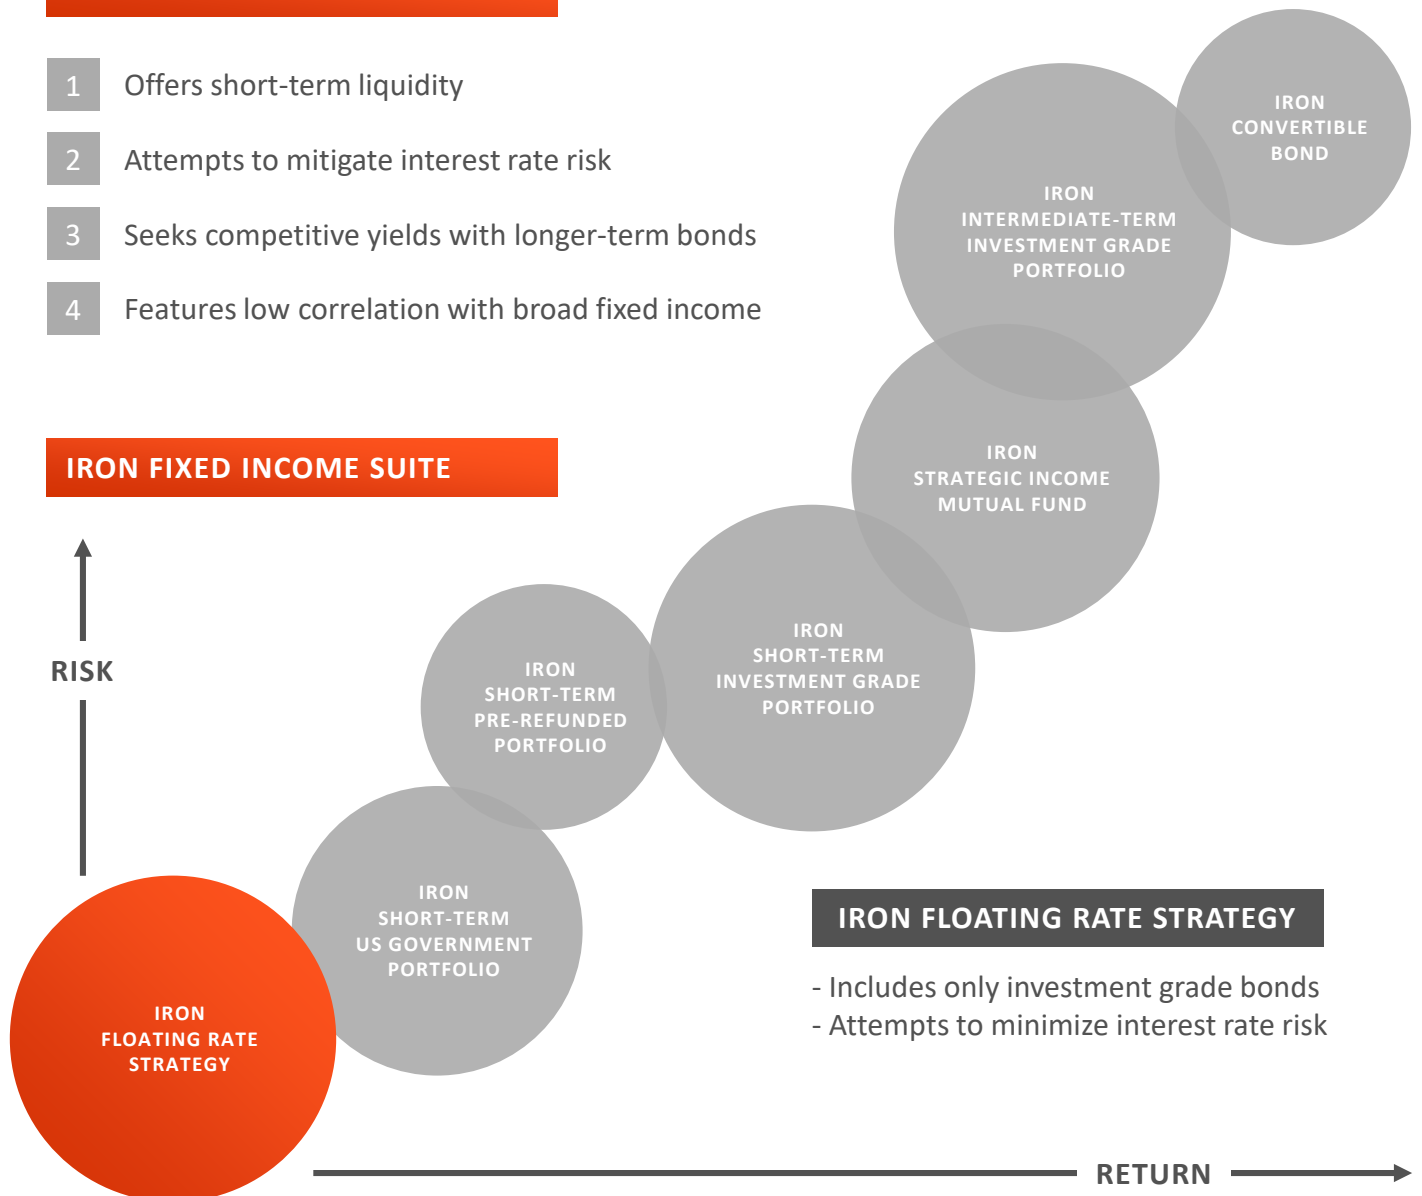 1 Offers short-term liquidity
2 Attempts to mitigate interest rate risk
3 Seeks competitive yields with longer-term bonds
4 Features low correlation with broad fixed income
IRON
CONVERTIBLE
BOND
IRON
INTERMEDIATE-TERM
INVESTMENT GRADE
PORTFOLIO
IRON FIXED INCOME SUITE
IRON
STRATEGIC INCOME
MUTUAL FUND
RISK
IRON
SHORT-TERM
PRE-REFUNDED
PORTFOLIO
IRON
SHORT-TERM
INVESTMENT GRADE
PORTFOLIO
IRON
SHORT-TERM
US GOVERNMENT
PORTFOLIO
IRON
FLOATING RATE
STRATEGY
IRON FLOATING RATE STRATEGY
- Includes only investment grade bonds
- Attempts to minimize interest rate risk
RETURN